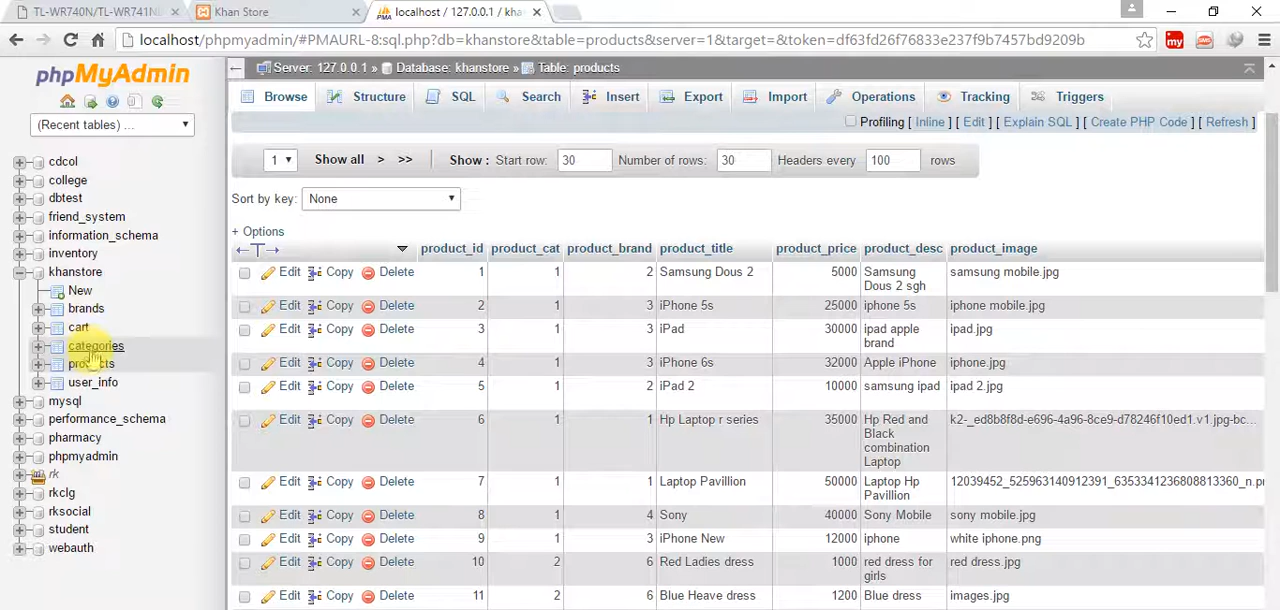 TL-WR740N/TL-WR741N
Khan Store
localhost / 127.0.0.1 / kha
localhost/phpmyadmin/#PMAURL-8:sql.php?db=khanstore&table=products&server=1&target=&token=df63fd26f76833e237f9b7457bd9209b
phpMyAdmin
(Recent tables) ...
cdcol
college
dbtest
friend_system
information_schema
inventory
khanstore
New
brands
cart
categories
products
user_info
mysql
performance_schema
pharmacy
phpmyadmin
rk
rkclg
rksocial
student
webauth
Server: 127.0.0.1 » Database: khanstore » Table: products
Browse Structure SQL Search Insert Export Import Operations Tracking Triggers
Profiling [ Inline ] [ Edit ] [ Explain SQL ] [ Create PHP Code ] [ Refresh ]
1 Show all > >> Show : Start row: 30 Number of rows: 30 Headers every 100 rows
Sort by key: None
+ Options
←T→ product_id product_cat product_brand product_title product_price product_desc product_image
Edit Copy Delete 1 1 2 Samsung Dous 2 5000 Samsung Dous 2 sgh samsung mobile.jpg
Edit Copy Delete 2 1 3 iPhone 5s 25000 iphone 5s iphone mobile.jpg
Edit Copy Delete 3 1 3 iPad 30000 ipad apple brand ipad.jpg
Edit Copy Delete 4 1 3 iPhone 6s 32000 Apple iPhone iphone.jpg
Edit Copy Delete 5 1 2 iPad 2 10000 samsung ipad ipad 2.jpg
Edit Copy Delete 6 1 1 Hp Laptop r series 35000 Hp Red and Black combination Laptop k2-_ed8b8f8d-e696-4a96-8ce9-d78246f10ed1.v1.jpg-bc...
Edit Copy Delete 7 1 1 Laptop Pavillion 50000 Laptop Hp Pavillion 12039452_525963140912391_6353341236808813360_n.pr
Edit Copy Delete 8 1 4 Sony 40000 Sony Mobile sony mobile.jpg
Edit Copy Delete 9 1 3 iPhone New 12000 iphone white iphone.png
Edit Copy Delete 10 2 6 Red Ladies dress 1000 red dress for girls red dress.jpg
Edit Copy Delete 11 2 6 Blue Heave dress 1200 Blue dress images.jpg